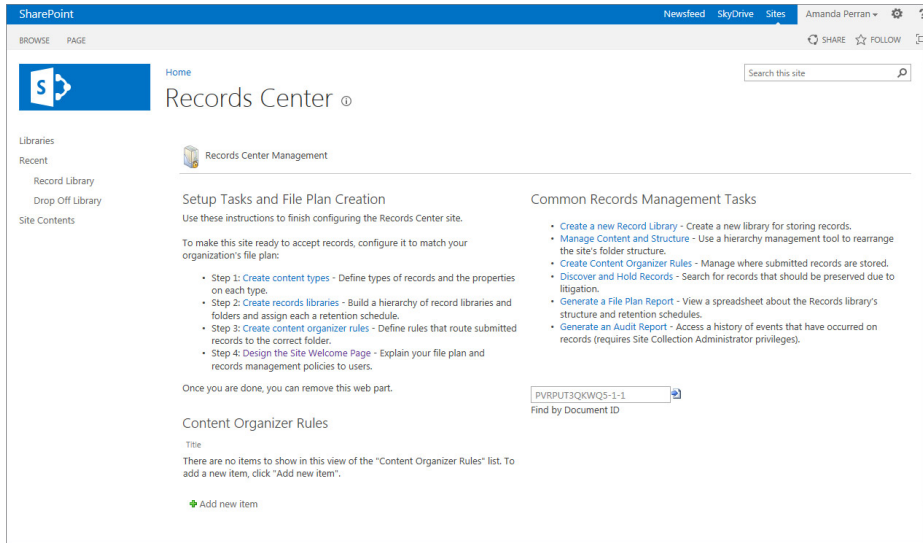 SharePoint
Newsfeed SkyDrive Sites Amanda Perran ?
BROWSE PAGE
SHARE FOLLOW
S
Home
Search this site
Records Center
Libraries
Recent
Record Library
Drop Off Library
Site Contents
Records Center Management
Setup Tasks and File Plan Creation
Use these instructions to finish configuring the Records Center site.
To make this site ready to accept records, configure it to match your
organization's file plan:
• Step 1: Create content types - Define types of records and the properties
on each type.
• Step 2: Create records libraries - Build a hierarchy of record libraries and
folders and assign each a retention schedule.
• Step 3: Create content organizer rules - Define rules that route submitted
records to the correct folder.
• Step 4: Design the Site Welcome Page - Explain your file plan and
records management policies to users.
Once you are done, you can remove this web part.
Content Organizer Rules
Title
There are no items to show in this view of the "Content Organizer Rules" list. To
add a new item, click "Add new item".
Add new item
Common Records Management Tasks
• Create a new Record Library - Create a new library for storing records.
• Manage Content and Structure - Use a hierarchy management tool to rearrange
the site's folder structure.
• Create Content Organizer Rules - Manage where submitted records are stored.
• Discover and Hold Records - Search for records that should be preserved due to
litigation.
• Generate a File Plan Report - View a spreadsheet about the Records library's
structure and retention schedules.
• Generate an Audit Report - Access a history of events that have occurred on
records (requires Site Collection Administrator privileges).
PVRPUT3QKWQ5-1-1
Find by Document ID